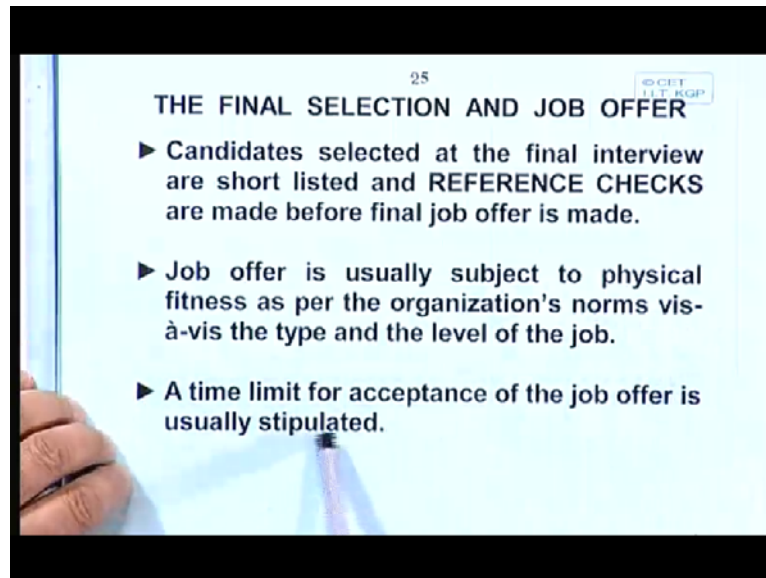 25
© CET
I.I.T. KGP
THE FINAL SELECTION AND JOB OFFER
► Candidates selected at the final interview
are short listed and REFERENCE CHECKS
are made before final job offer is made.
► Job offer is usually subject to physical
fitness as per the organization's norms vis-
à-vis the type and the level of the job.
► A time limit for acceptance of the job offer is
usually stipulated.